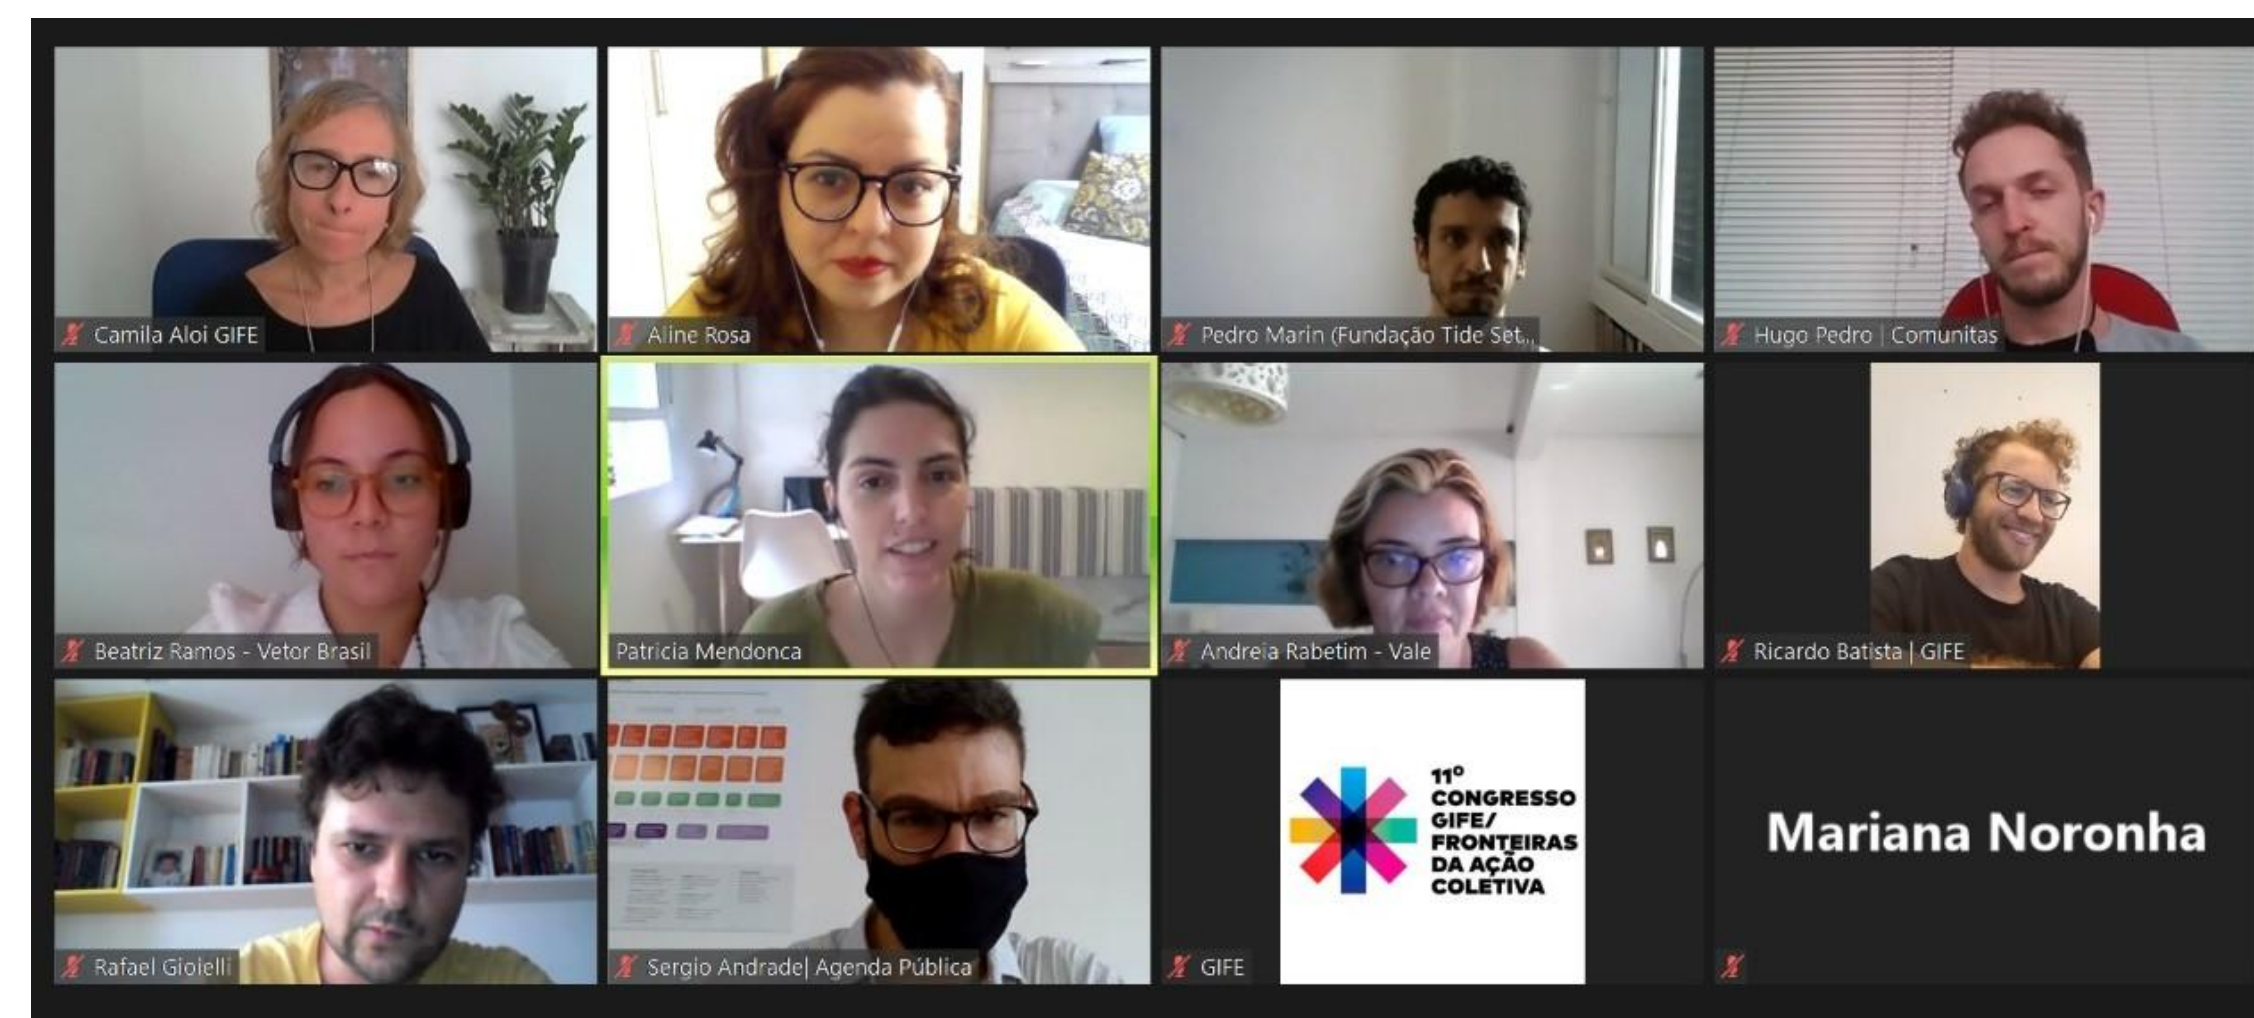 Camila Aloi GIFE
Aline Rosa
Pedro Marin (Fundação Tide Set...
Hugo Pedro | Comunitas
Beatriz Ramos - Vetor Brasil
Patricia Mendonca
Andreia Rabetim - Vale
Ricardo Batista | GIFE
Rafael Gioielli
Sergio Andrade| Agenda Pública
11º
CONGRESSO
GIFE/
FRONTEIRAS
DA AÇÃO
COLETIVA
GIFE
Mariana Noronha